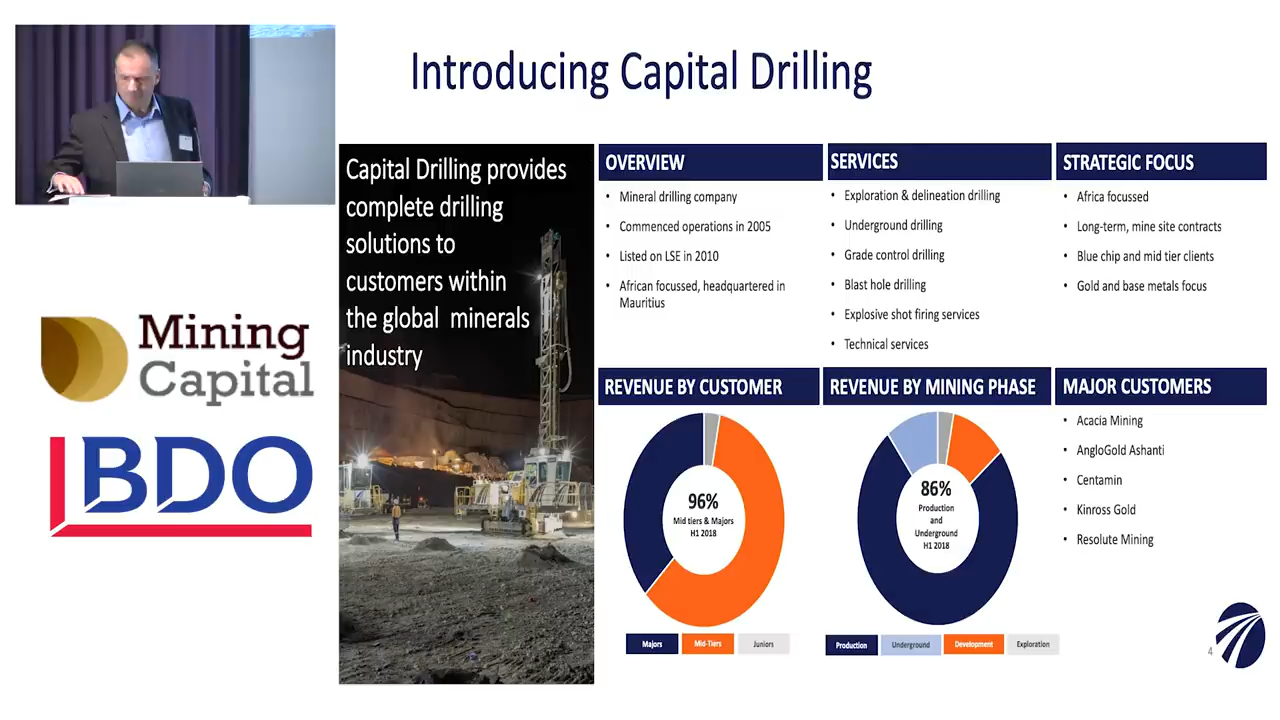 Introducing Capital Drilling
Capital Drilling provides
complete drilling
solutions to
customers within
the global minerals
industry
OVERVIEW
• Mineral drilling company
• Commenced operations in 2005
• Listed on LSE in 2010
• African focussed, headquartered in
Mauritius
SERVICES
• Exploration & delineation drilling
• Underground drilling
• Grade control drilling
• Blast hole drilling
• Explosive shot firing services
• Technical services
STRATEGIC FOCUS
• Africa focussed
• Long-term, mine site contracts
• Blue chip and mid tier clients
• Gold and base metals focus
Mining
Capital
BDO
REVENUE BY CUSTOMER
96%
Mid tiers & Majors
H1 2018
Majors
Mid-Tiers
Juniors
REVENUE BY MINING PHASE
86%
Production
and
Underground
H1 2018
Production
Underground
Development
Exploration
MAJOR CUSTOMERS
• Acacia Mining
• AngloGold Ashanti
• Centamin
• Kinross Gold
• Resolute Mining
4